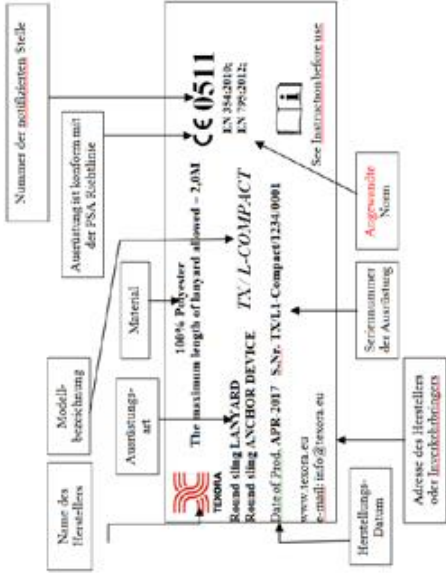 Name des
Herstellers
Modell-
bezeichnung
Ausrüstung ist konform mit
der PSA Richtlinie
Nummer der notifizierten Stelle
Ausrüstungs-
art
Material
TEXORA
100% Polyester
The maximum length of lanyard allowed – 2,0M
CE 0511
Round sling LANYARD
Round sling ANCHOR DEVICE
TX/ L-COMPACT
EN 354:2010;
EN 795:2012;
Date of Prod. APR 2017 S.Nr. TX/L1-Compact/1234/0001
www.texora.eu
e-mail: info@texora.eu
See Instruction before use
Herstellungs-
Datum
Adresse des Herstellers
oder Inverkehrbringers
Seriennummer
der Ausrüstung
Angewandte
Norm